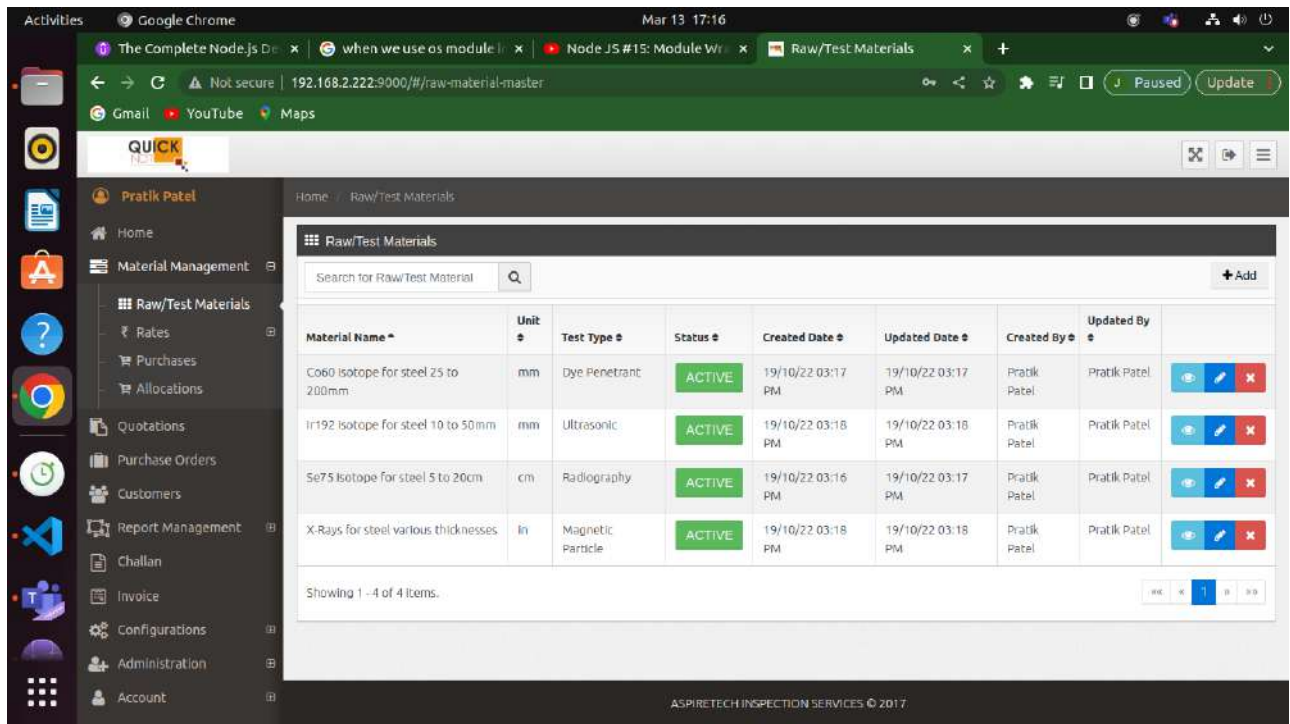 Activities Google Chrome Mar 13 17:16
The Complete Node.js De × when we use os module in × Node JS #15: Module Wr × Raw/Test Materials × +
Not secure | 192.168.2.222:9000/#/raw-material-master J Paused Update
Gmail YouTube Maps
QUICK
NDT
Pratik Patel
Home
Material Management
Raw/Test Materials
₹ Rates
Purchases
Allocations
Quotations
Purchase Orders
Customers
Report Management
Challan
Invoice
Configurations
Administration
Account
Home / Raw/Test Materials
Raw/Test Materials
Search for Raw/Test Material
+Add
Material Name Unit Test Type Status Created Date Updated Date Created By Updated By
Co60 Isotope for steel 25 to 200mm mm Dye Penetrant ACTIVE 19/10/22 03:17 PM 19/10/22 03:17 PM Pratik Patel Pratik Patel
Ir192 Isotope for steel 10 to 50mm mm Ultrasonic ACTIVE 19/10/22 03:18 PM 19/10/22 03:18 PM Pratik Patel Pratik Patel
Se75 Isotope for steel 5 to 20cm cm Radiography ACTIVE 19/10/22 03:16 PM 19/10/22 03:17 PM Pratik Patel Pratik Patel
X-Rays for steel various thicknesses in Magnetic Particle ACTIVE 19/10/22 03:18 PM 19/10/22 03:18 PM Pratik Patel Pratik Patel
Showing 1 - 4 of 4 items.
«« « 1 » »»
ASPIRETECH INSPECTION SERVICES © 2017